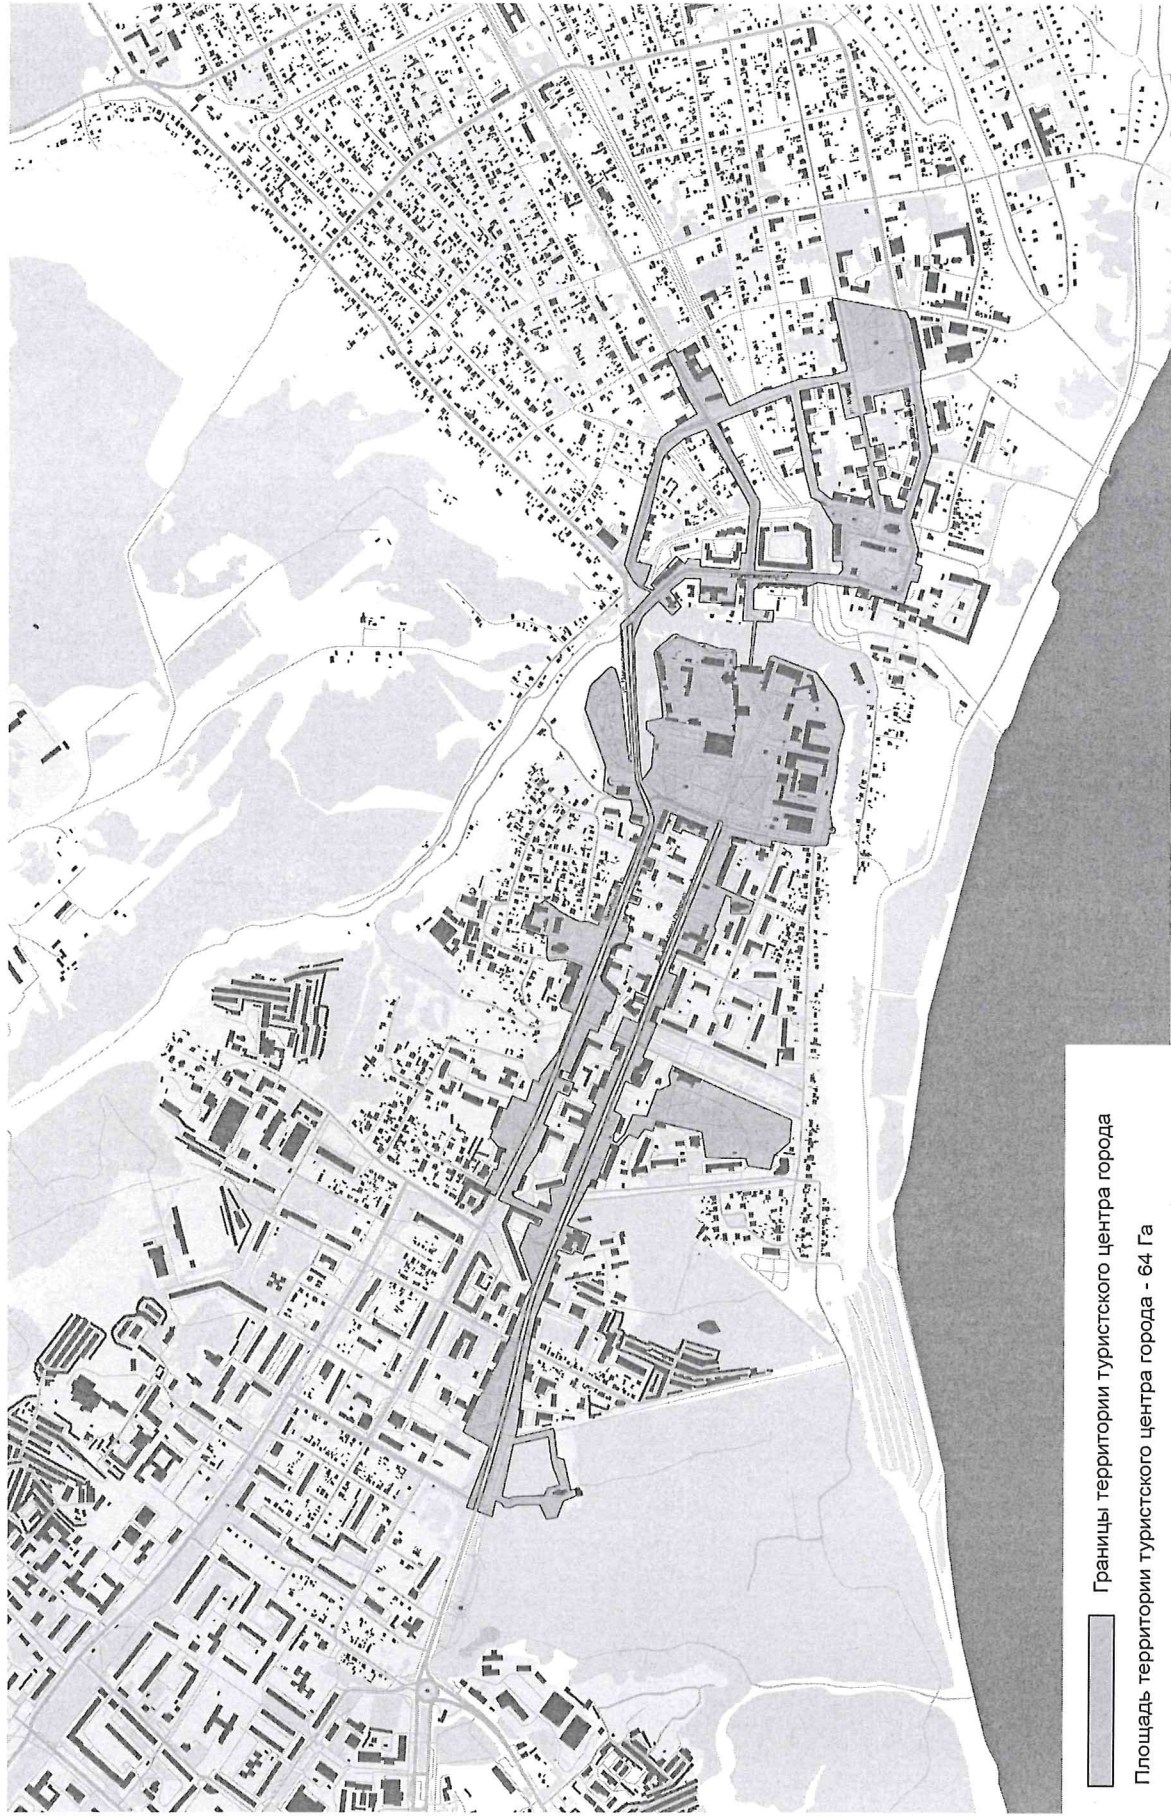 Границы территории туристского центра города
Площадь территории туристского центра города - 64 Га